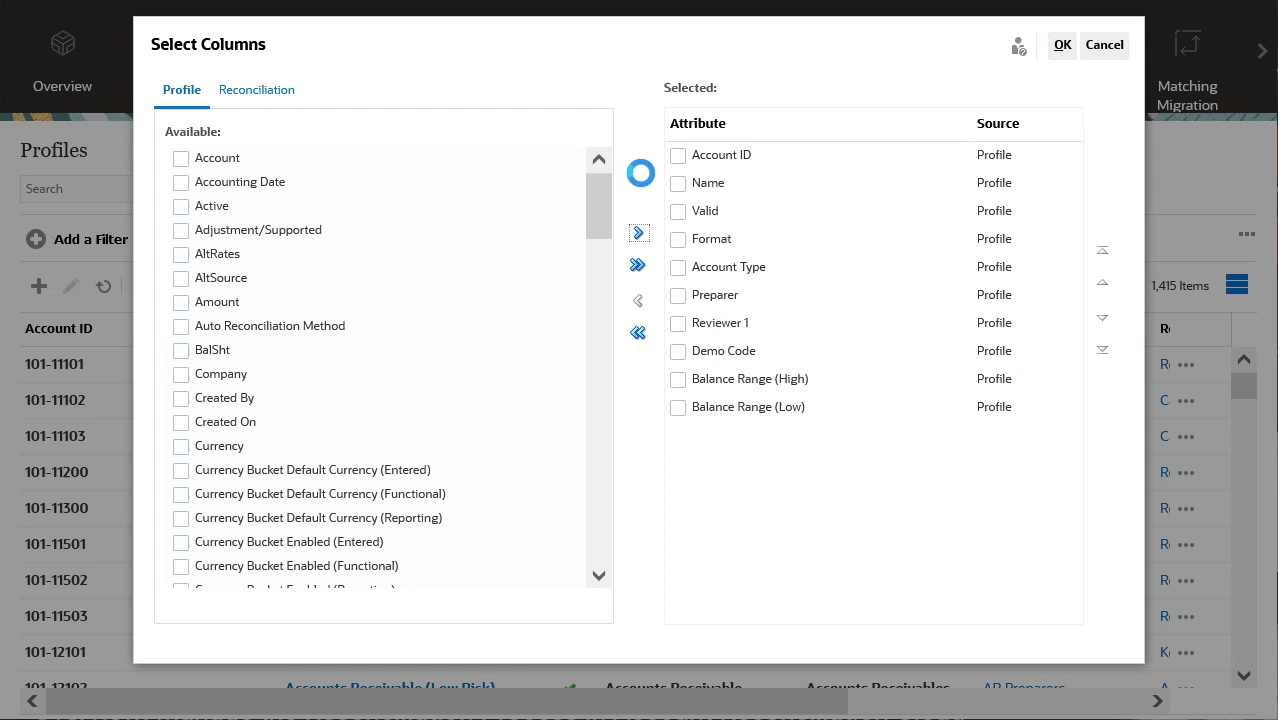 Overview
Matching
Migration
Select Columns
OK
Cancel
Profile
Reconciliation
Selected:
Available:
Account
Accounting Date
Active
Adjustment/Supported
AltRates
AltSource
Amount
Auto Reconciliation Method
BalSht
Company
Created By
Created On
Currency
Currency Bucket Default Currency (Entered)
Currency Bucket Default Currency (Functional)
Currency Bucket Default Currency (Reporting)
Currency Bucket Enabled (Entered)
Currency Bucket Enabled (Functional)
Attribute Source
Account ID Profile
Name Profile
Valid Profile
Format Profile
Account Type Profile
Preparer Profile
Reviewer 1 Profile
Demo Code Profile
Balance Range (High) Profile
Balance Range (Low) Profile
Profiles
Search
Add a Filter
1,415 Items
Account ID
101-11101
101-11102
101-11103
101-11200
101-11300
101-11501
101-11502
101-11503
101-12101
101-12102 Accounts Receivable (Low Risk) Accounts Receivable Accounts Receivables AR Preparers